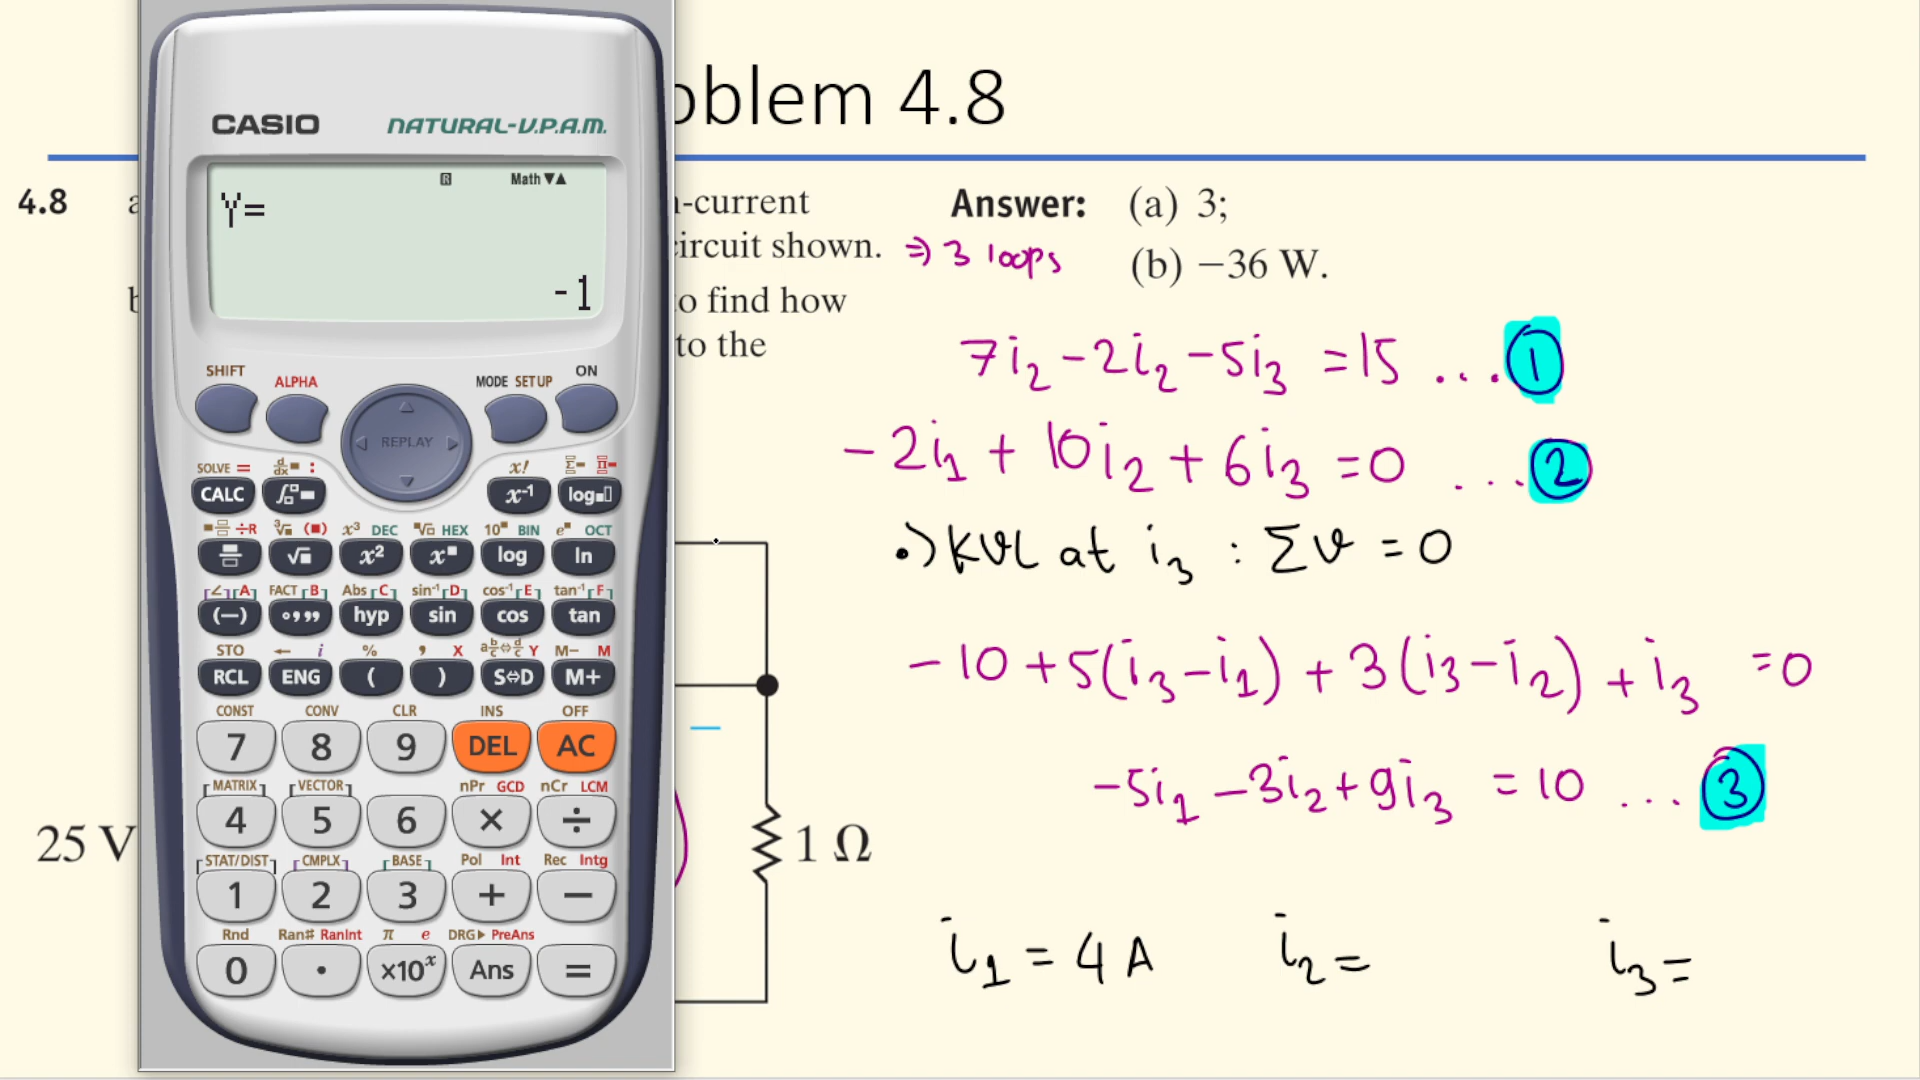 oblem 4.8
4.8
-current
circuit shown.
to find how
to the
Answer: (a) 3;
(b) −36 W.
⇒ 3 loops
7i₂ − 2i₂ − 5i₃ = 15 ... ①
−2i₁ + 10i₂ + 6i₃ = 0 ... ②
•) KVL at i₃ : Σv = 0
−10 + 5(i₃ − i₁) + 3(i₃ − i₂) + i₃ = 0
−5i₁ − 3i₂ + 9i₃ = 10 ... ③
i₁ = 4 A i₂ = i₃ =
25 V
1 Ω
CASIO NATURAL-V.P.A.M.
R Math ▼▲
Y=
-1
SHIFT ALPHA MODE SETUP ON
REPLAY
SOLVE = d/dx : x! Σ Π
CALC ∫ x⁻¹ log
÷R ³√ x³ DEC √ HEX 10 BIN e OCT
√ x² x log ln
∠ A FACT B Abs C sin⁻¹ D cos⁻¹ E tan⁻¹ F
(−) °,,, hyp sin cos tan
STO ← i % , X a b/c⇔d/c Y M− M
RCL ENG ( ) S⇔D M+
CONST CONV CLR INS OFF
7 8 9 DEL AC
MATRIX VECTOR nPr GCD nCr LCM
4 5 6 × ÷
STAT/DIST CMPLX BASE Pol Int Rec Intg
1 2 3 + −
Rnd Ran# RanInt π e DRG▶ PreAns
0 • ×10ˣ Ans =